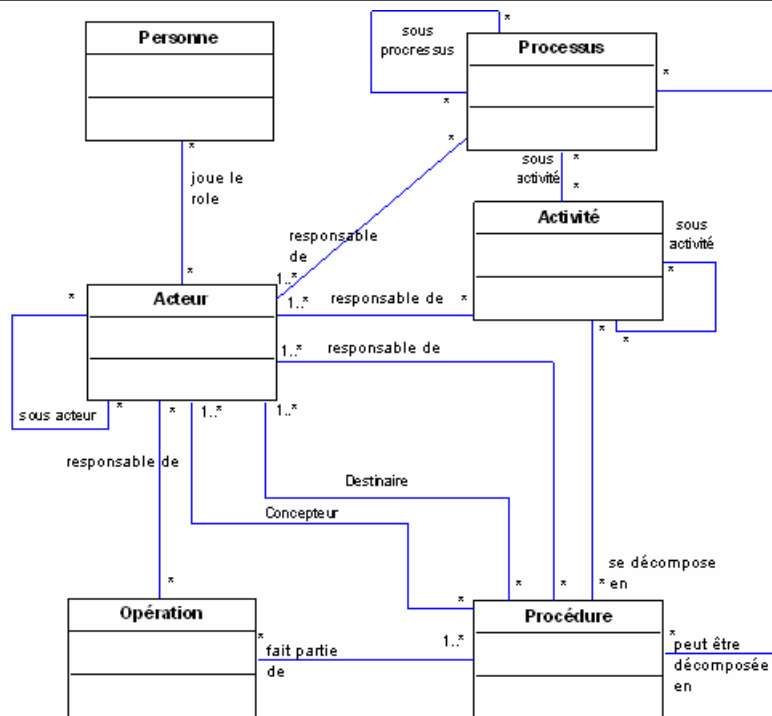 Personne
*
joue le
role
*
sous
procressus
*
*
Processus
*
*
*
sous
activité
*
Activité
sous
activité
*
*
responsable
de
1..*
1..*
responsable de
*
1..*
responsable de
Acteur
*
sous acteur
*
*
1..*
1..*
responsable de
Destinaire
Concepteur
*
*
*
*
*
*
se décompose
en
Opération
*
fait partie
de
1..*
Procédure
*
peut être
décomposée
en